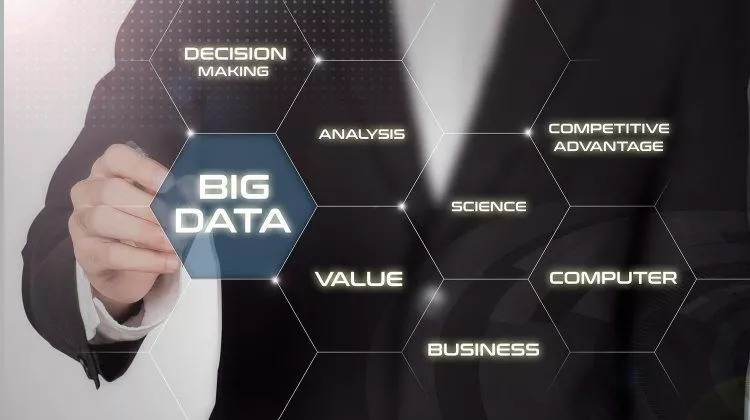 DECISION
MAKING
ANALYSIS
COMPETITIVE
ADVANTAGE
BIG
DATA
SCIENCE
VALUE
COMPUTER
BUSINESS